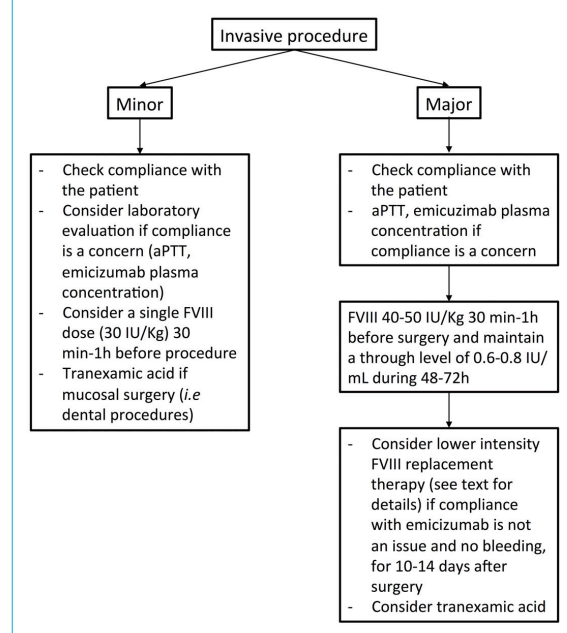 Invasive procedure
Minor
Major
- Check compliance with
the patient
- Consider laboratory
evaluation if compliance
is a concern (aPTT,
emicizumab plasma
concentration)
- Consider a single FVIII
dose (30 IU/Kg) 30
min-1h before procedure
- Tranexamic acid if
mucosal surgery (i.e
dental procedures)
- Check compliance with
the patient
- aPTT, emicuzimab plasma
concentration if
compliance is a concern
FVIII 40-50 IU/Kg 30 min-1h
before surgery and maintain
a through level of 0.6-0.8 IU/
mL during 48-72h
- Consider lower intensity
FVIII replacement
therapy (see text for
details) if compliance
with emicizumab is not
an issue and no bleeding,
for 10-14 days after
surgery
- Consider tranexamic acid